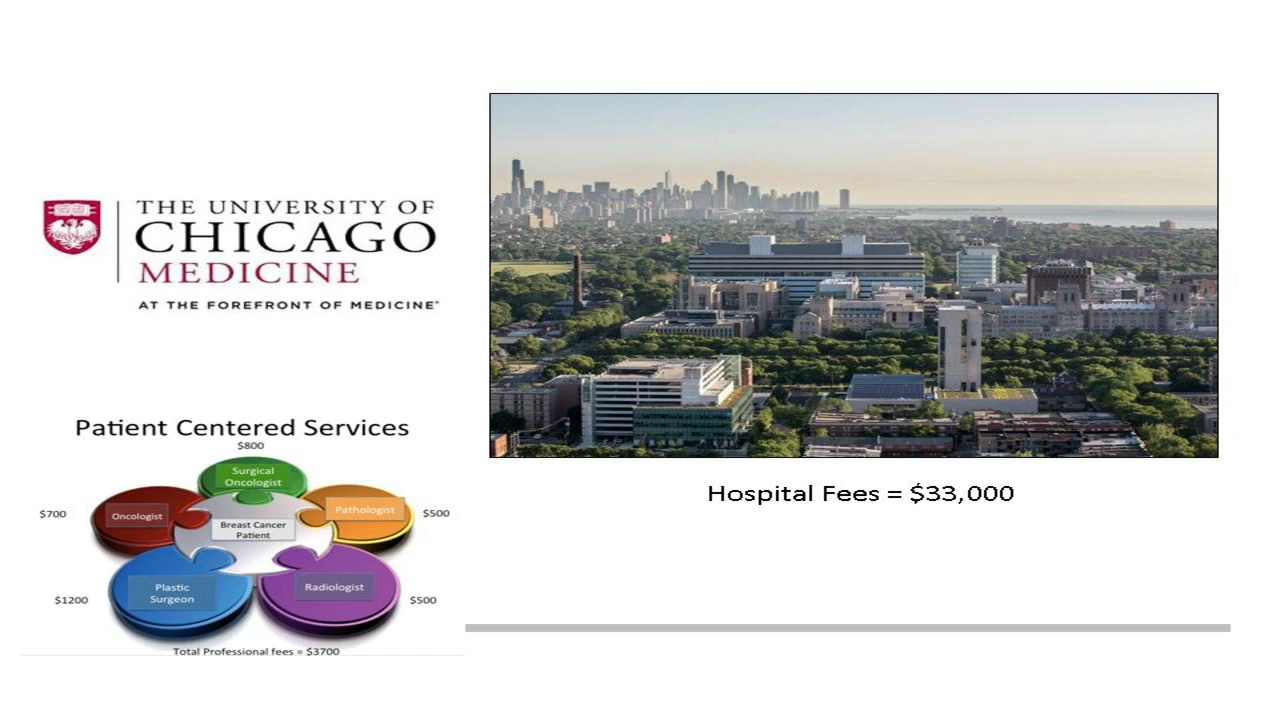 THE UNIVERSITY OF
CHICAGO
MEDICINE
AT THE FOREFRONT OF MEDICINE®
Patient Centered Services
$800
Surgical
Oncologist
$700
Oncologist
Pathologist
$500
Breast Cancer
Patient
Plastic
Surgeon
Radiologist
$1200
$500
Total Professional fees = $3700
Hospital Fees = $33,000